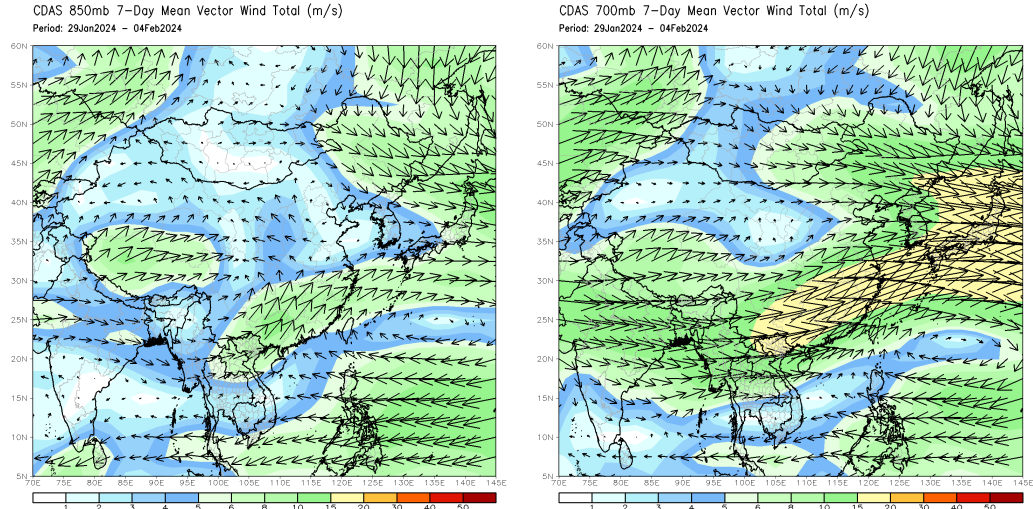 CDAS 850mb 7-Day Mean Vector Wind Total (m/s)
Period: 29Jan2024 - 04Feb2024
60N
55N
50N
45N
40N
35N
30N
25N
20N
15N
10N
5N
70E 75E 80E 85E 90E 95E 100E 105E 110E 115E 120E 125E 130E 135E 140E 145E
1 2 3 4 5 6 8 10 15 20 30 40 50
CDAS 700mb 7-Day Mean Vector Wind Total (m/s)
Period: 29Jan2024 - 04Feb2024
60N
55N
50N
45N
40N
35N
30N
25N
20N
15N
10N
5N
70E 75E 80E 85E 90E 95E 100E 105E 110E 115E 120E 125E 130E 135E 140E 145E
1 2 3 4 5 6 8 10 15 20 30 40 50